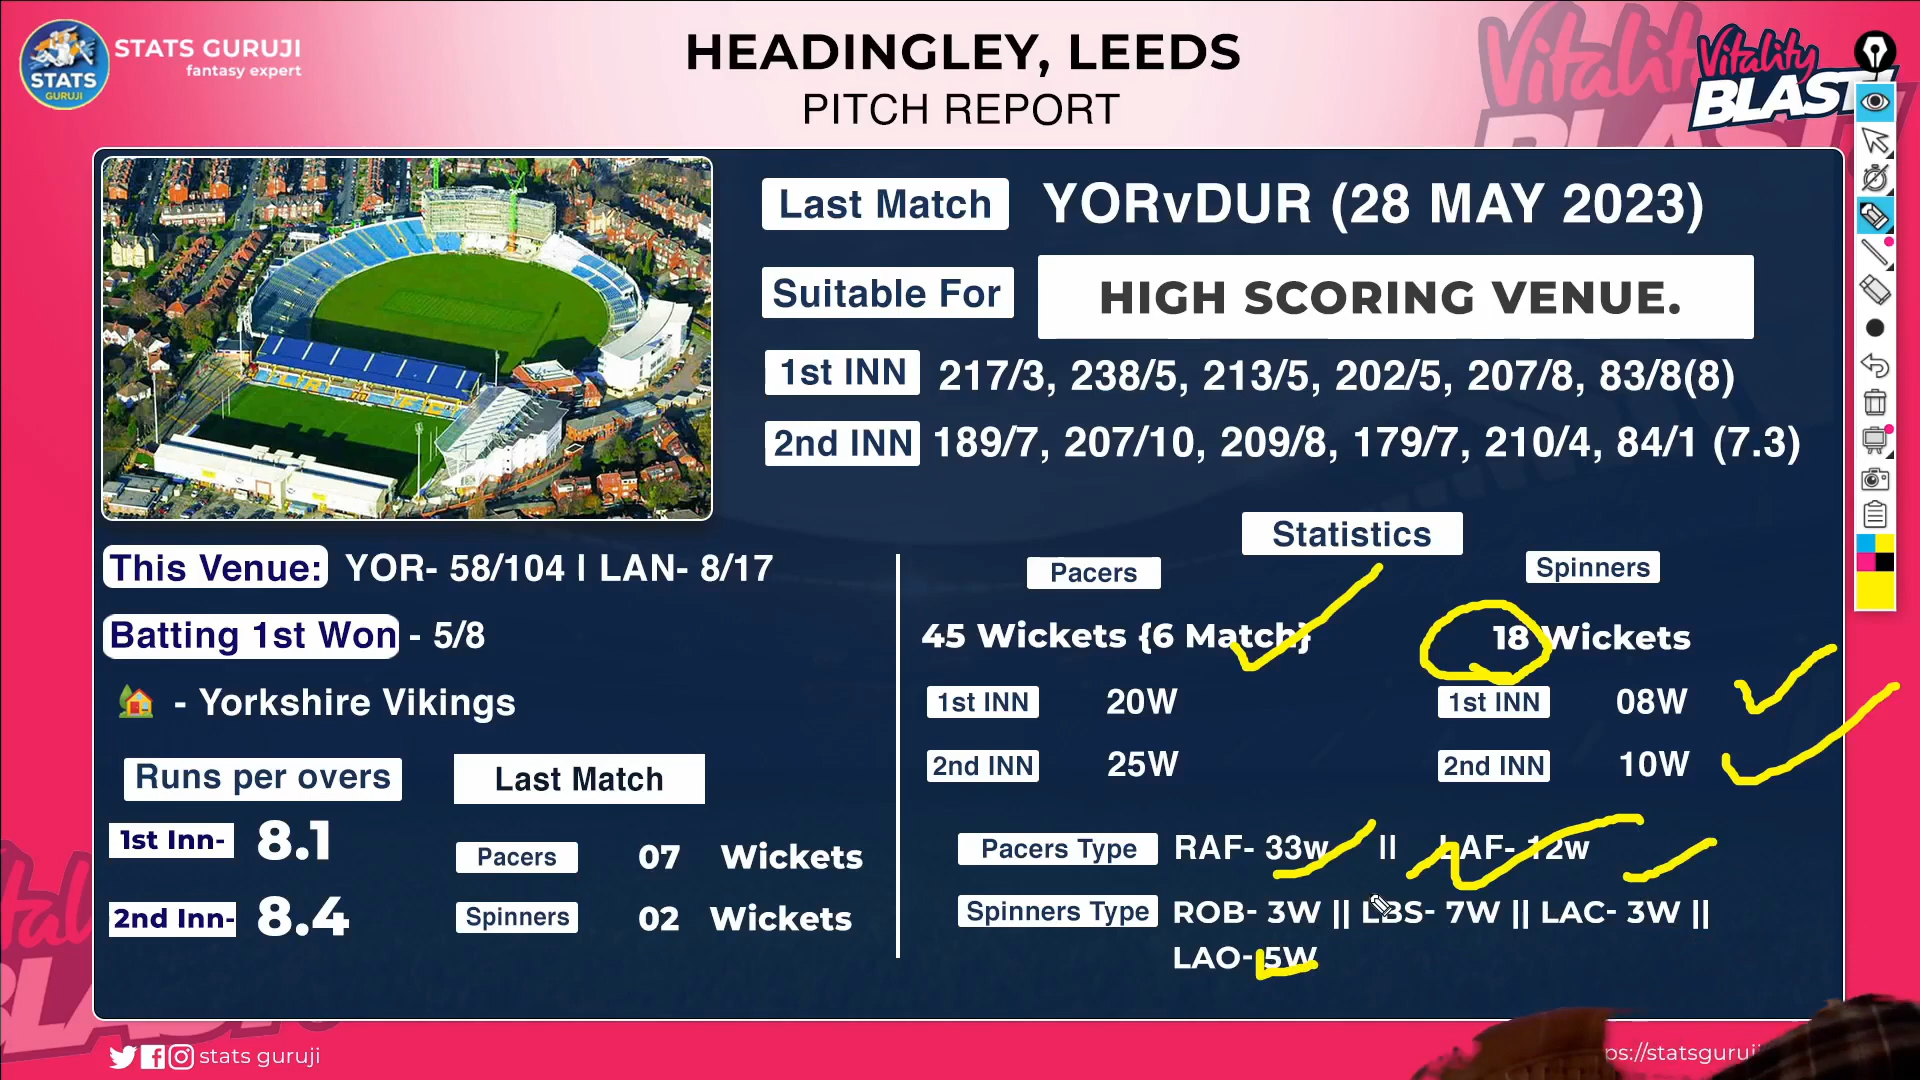 STATS GURUJI
fantasy expert
STATS
GURUJI
HEADINGLEY, LEEDS
PITCH REPORT
Vitality
BLAST
Last Match YORvDUR (28 MAY 2023)
Suitable For HIGH SCORING VENUE.
1st INN 217/3, 238/5, 213/5, 202/5, 207/8, 83/8(8)
2nd INN 189/7, 207/10, 209/8, 179/7, 210/4, 84/1 (7.3)
This Venue: YOR- 58/104 | LAN- 8/17
Batting 1st Won - 5/8
- Yorkshire Vikings
Runs per overs
1st Inn- 8.1
2nd Inn- 8.4
Last Match
Pacers 07 Wickets
Spinners 02 Wickets
Statistics
Pacers
45 Wickets {6 Match}
1st INN 20W
2nd INN 25W
Spinners
18 Wickets
1st INN 08W
2nd INN 10W
Pacers Type RAF- 33w || LAF- 12w
Spinners Type ROB- 3W || LBS- 7W || LAC- 3W ||
LAO- 5W
stats guruji
ps://statsguruji